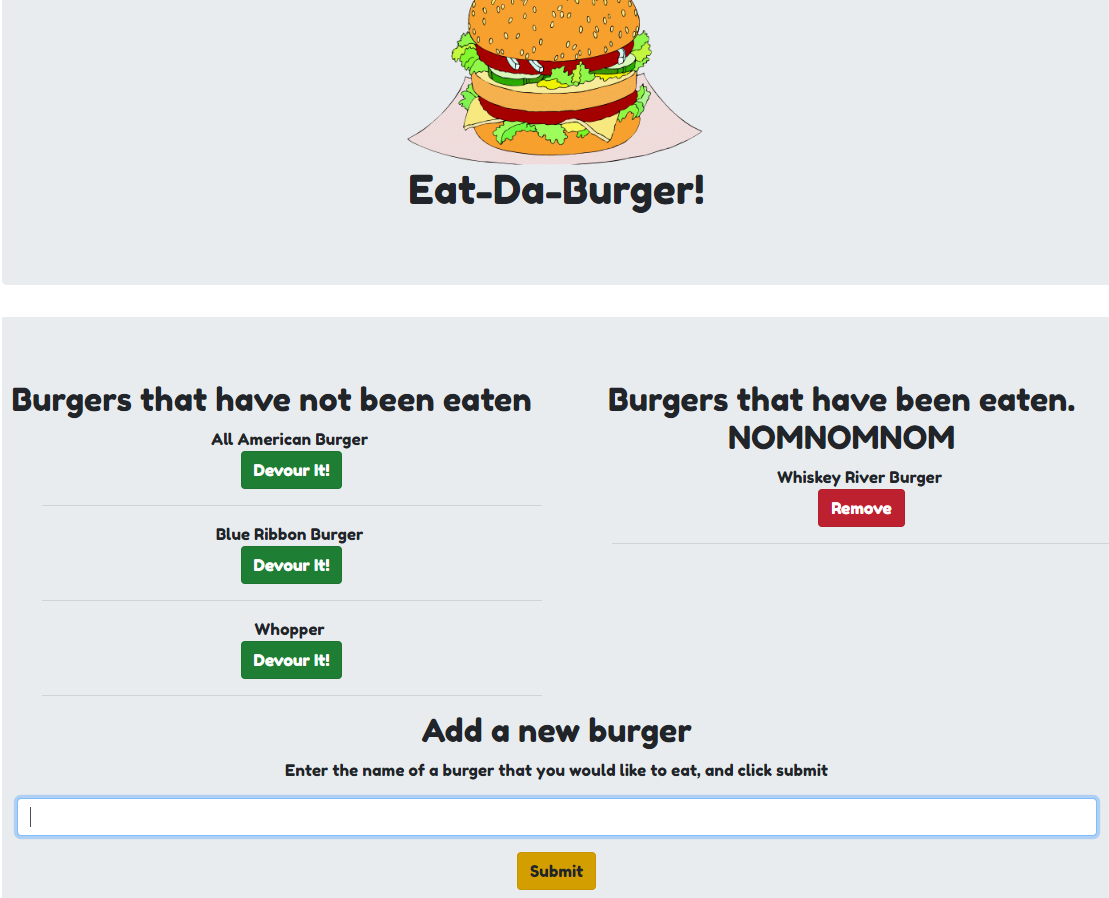 Eat-Da-Burger!
Burgers that have not been eaten
All American Burger
Devour It!
Blue Ribbon Burger
Devour It!
Whopper
Devour It!
Burgers that have been eaten.
NOMNOMNOM
Whiskey River Burger
Remove
Add a new burger
Enter the name of a burger that you would like to eat, and click submit
Submit